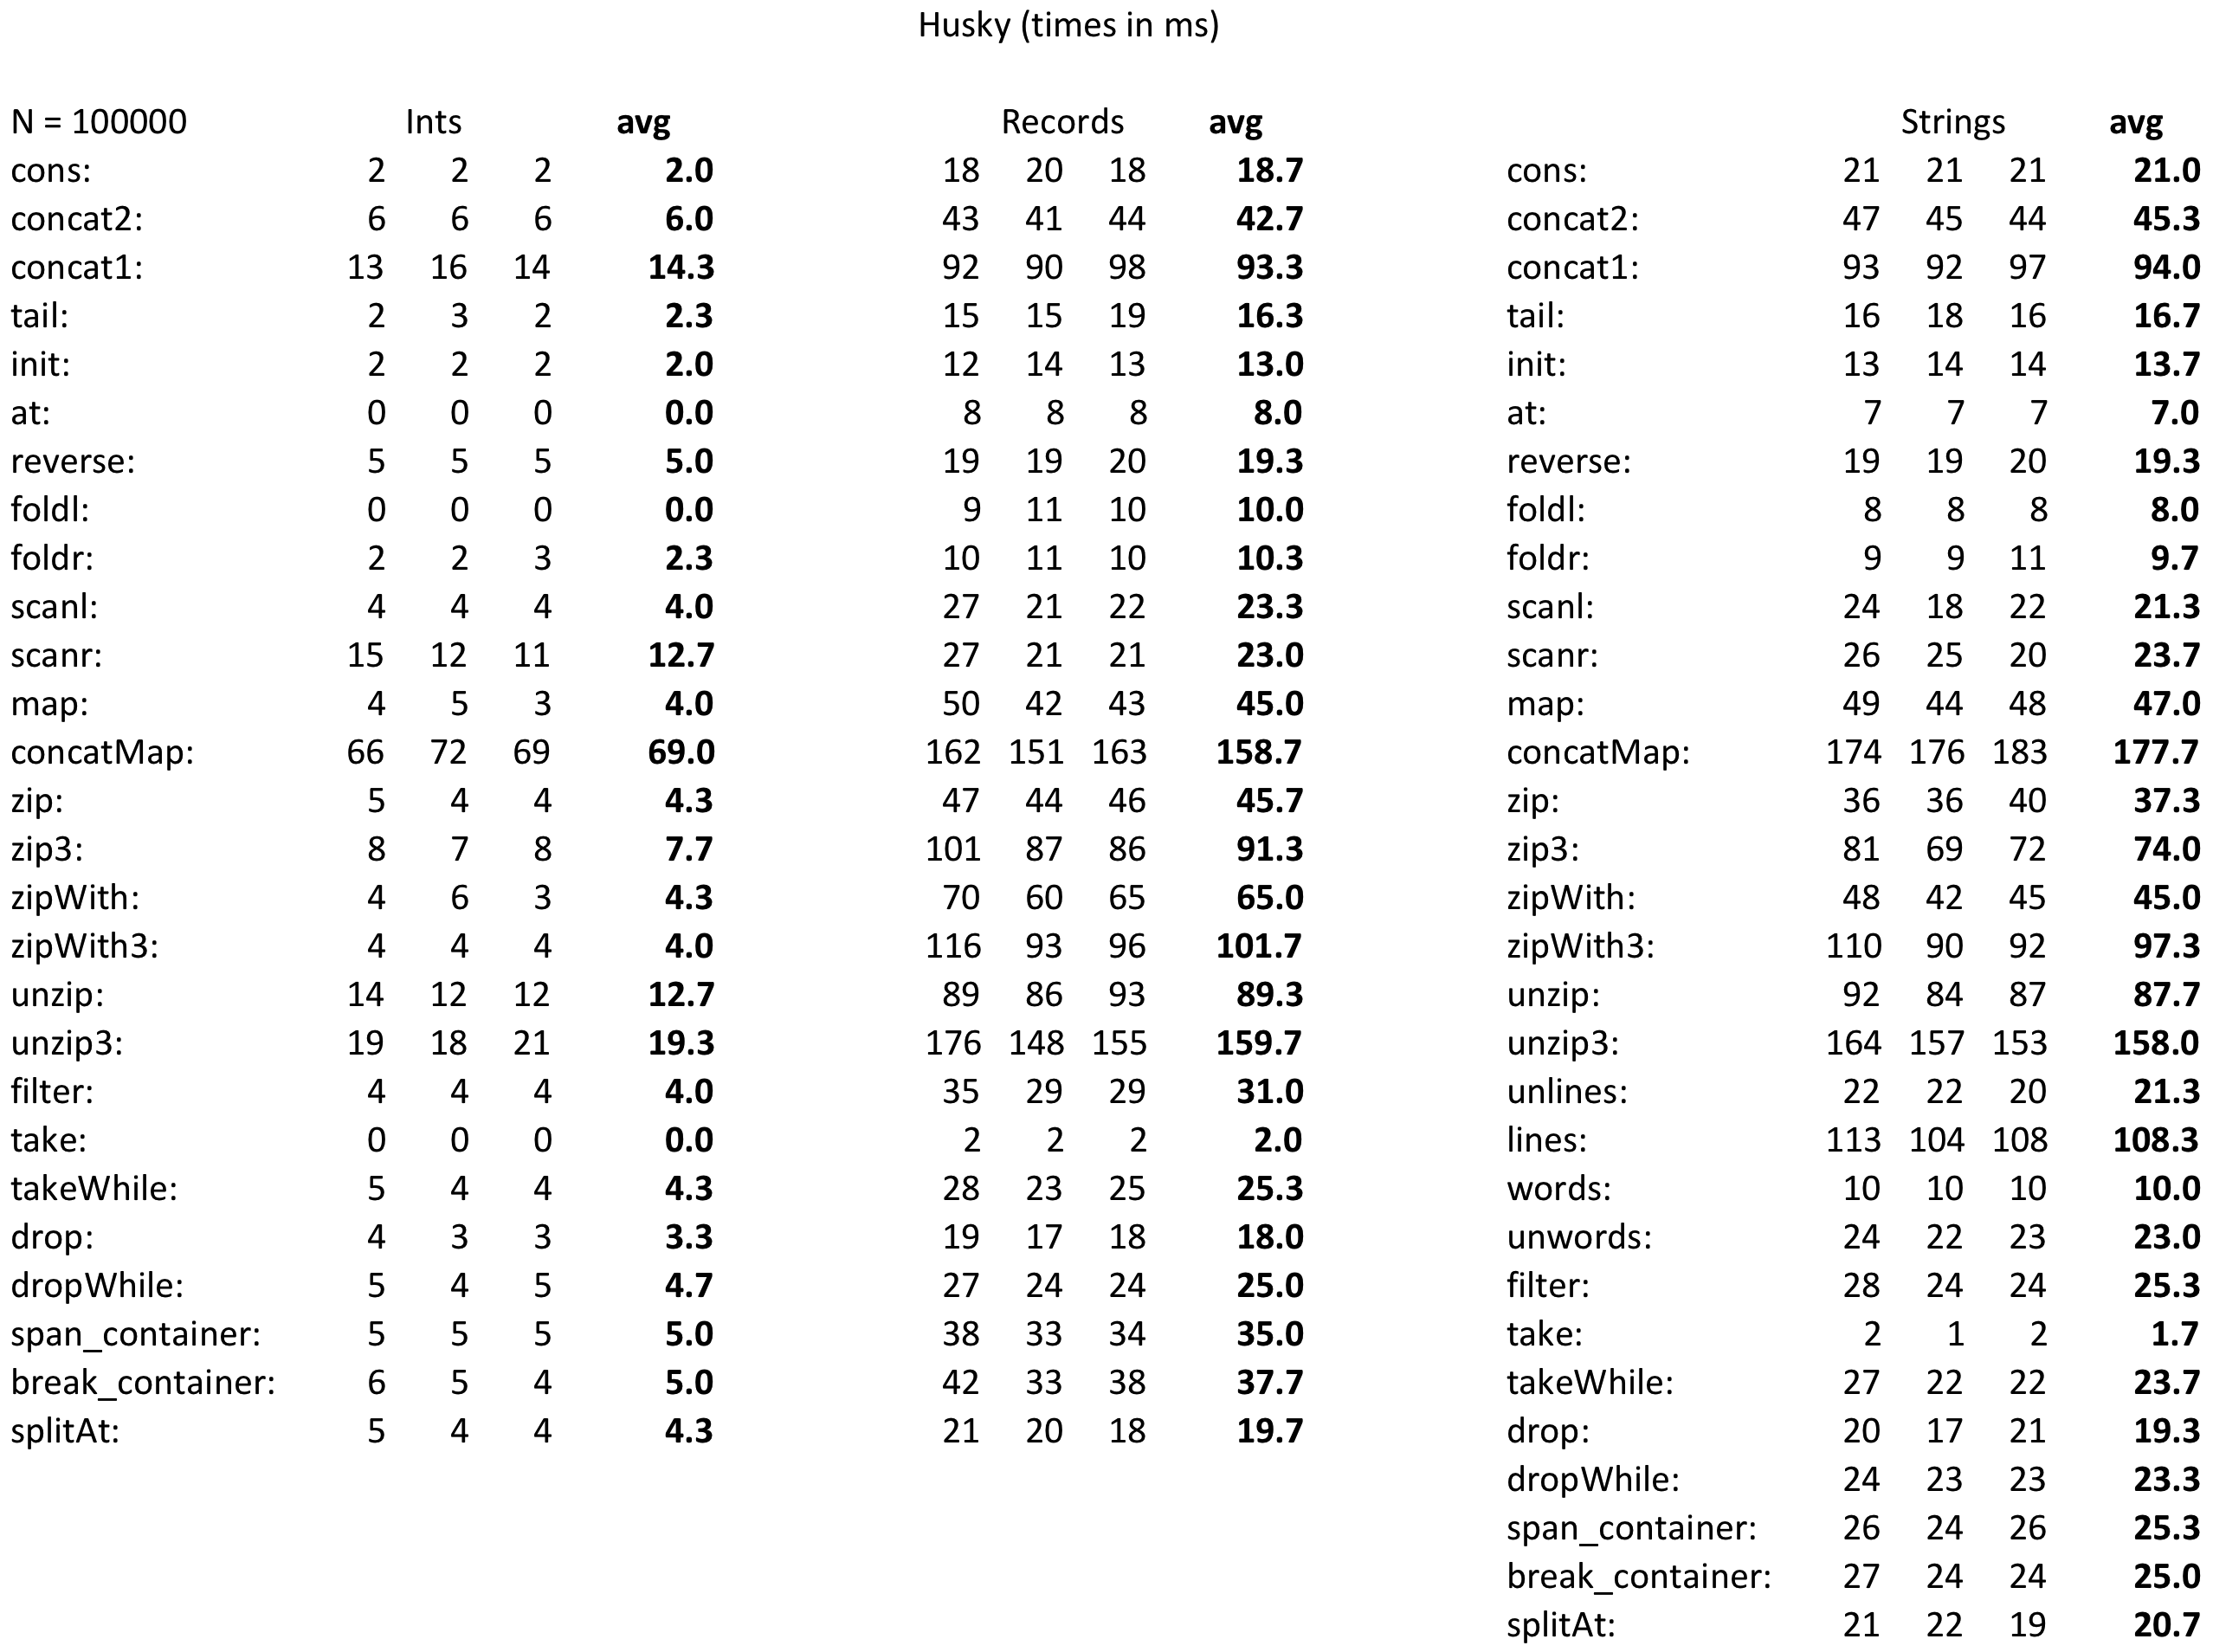 Husky (times in ms)
N = 100000 Ints avg Records avg Strings avg
cons: 2 2 2 2.0 18 20 18 18.7 cons: 21 21 21 21.0
concat2: 6 6 6 6.0 43 41 44 42.7 concat2: 47 45 44 45.3
concat1: 13 16 14 14.3 92 90 98 93.3 concat1: 93 92 97 94.0
tail: 2 3 2 2.3 15 15 19 16.3 tail: 16 18 16 16.7
init: 2 2 2 2.0 12 14 13 13.0 init: 13 14 14 13.7
at: 0 0 0 0.0 8 8 8 8.0 at: 7 7 7 7.0
reverse: 5 5 5 5.0 19 19 20 19.3 reverse: 19 19 20 19.3
foldl: 0 0 0 0.0 9 11 10 10.0 foldl: 8 8 8 8.0
foldr: 2 2 3 2.3 10 11 10 10.3 foldr: 9 9 11 9.7
scanl: 4 4 4 4.0 27 21 22 23.3 scanl: 24 18 22 21.3
scanr: 15 12 11 12.7 27 21 21 23.0 scanr: 26 25 20 23.7
map: 4 5 3 4.0 50 42 43 45.0 map: 49 44 48 47.0
concatMap: 66 72 69 69.0 162 151 163 158.7 concatMap: 174 176 183 177.7
zip: 5 4 4 4.3 47 44 46 45.7 zip: 36 36 40 37.3
zip3: 8 7 8 7.7 101 87 86 91.3 zip3: 81 69 72 74.0
zipWith: 4 6 3 4.3 70 60 65 65.0 zipWith: 48 42 45 45.0
zipWith3: 4 4 4 4.0 116 93 96 101.7 zipWith3: 110 90 92 97.3
unzip: 14 12 12 12.7 89 86 93 89.3 unzip: 92 84 87 87.7
unzip3: 19 18 21 19.3 176 148 155 159.7 unzip3: 164 157 153 158.0
filter: 4 4 4 4.0 35 29 29 31.0 unlines: 22 22 20 21.3
take: 0 0 0 0.0 2 2 2 2.0 lines: 113 104 108 108.3
takeWhile: 5 4 4 4.3 28 23 25 25.3 words: 10 10 10 10.0
drop: 4 3 3 3.3 19 17 18 18.0 unwords: 24 22 23 23.0
dropWhile: 5 4 5 4.7 27 24 24 25.0 filter: 28 24 24 25.3
span_container: 5 5 5 5.0 38 33 34 35.0 take: 2 1 2 1.7
break_container: 6 5 4 5.0 42 33 38 37.7 takeWhile: 27 22 22 23.7
splitAt: 5 4 4 4.3 21 20 18 19.7 drop: 20 17 21 19.3
dropWhile: 24 23 23 23.3
span_container: 26 24 26 25.3
break_container: 27 24 24 25.0
splitAt: 21 22 19 20.7